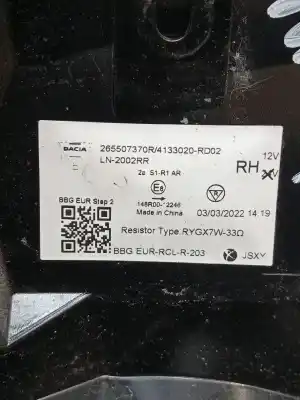 DACIA
265507370R/4133020-RD02
LN-2002RR
12V
RH
2a S1-R1 AR
E6
R
148R00-12246
Made in China
03/03/2022 14:19
BBG EUR Step 2
Resistor Type:RYGX7W-33Ω
BBG EUR-RCL-R-203
JSXY